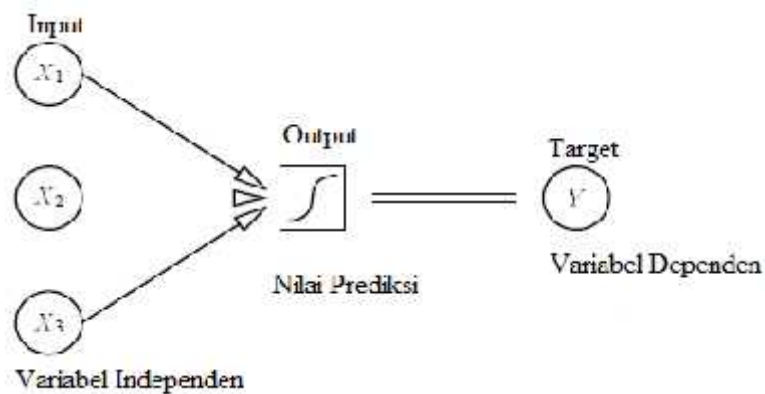 Input
X1
Output
Target
X2
Y
Nilai Prediksi
Variabel Dependen
X3
Variabel Independen